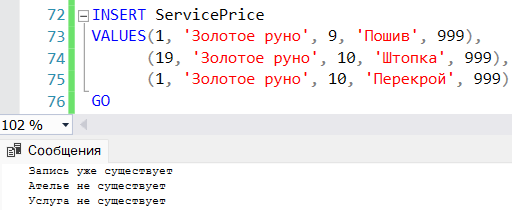 72 INSERT ServicePrice
73 VALUES(1, 'Золотое руно', 9, 'Пошив', 999),
74 (19, 'Золотое руно', 10, 'Штопка', 999),
75 (1, 'Золотое руно', 10, 'Перекрой', 999)
76 GO
102 %
Сообщения
Запись уже существует
Ателье не существует
Услуга не существует